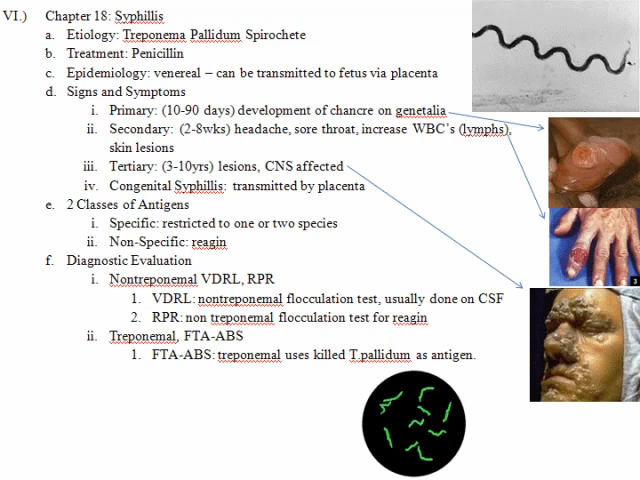 VI.) Chapter 18: Syphillis
a. Etiology: Treponema Pallidum Spirochete
b. Treatment: Penicillin
c. Epidemiology: venereal – can be transmitted to fetus via placenta
d. Signs and Symptoms
i. Primary: (10-90 days) development of chancre on genetalia
ii. Secondary: (2-8wks) headache, sore throat, increase WBC's (lymphs),
skin lesions
iii. Tertiary: (3-10yrs) lesions, CNS affected
iv. Congenital Syphillis: transmitted by placenta
e. 2 Classes of Antigens
i. Specific: restricted to one or two species
ii. Non-Specific: reagin
f. Diagnostic Evaluation
i. Nontreponemal VDRL, RPR
1. VDRL: nontreponemal flocculation test, usually done on CSF
2. RPR: non treponemal flocculation test for reagin
ii. Treponemal, FTA-ABS
1. FTA-ABS: treponemal uses killed T.pallidum as antigen.
3